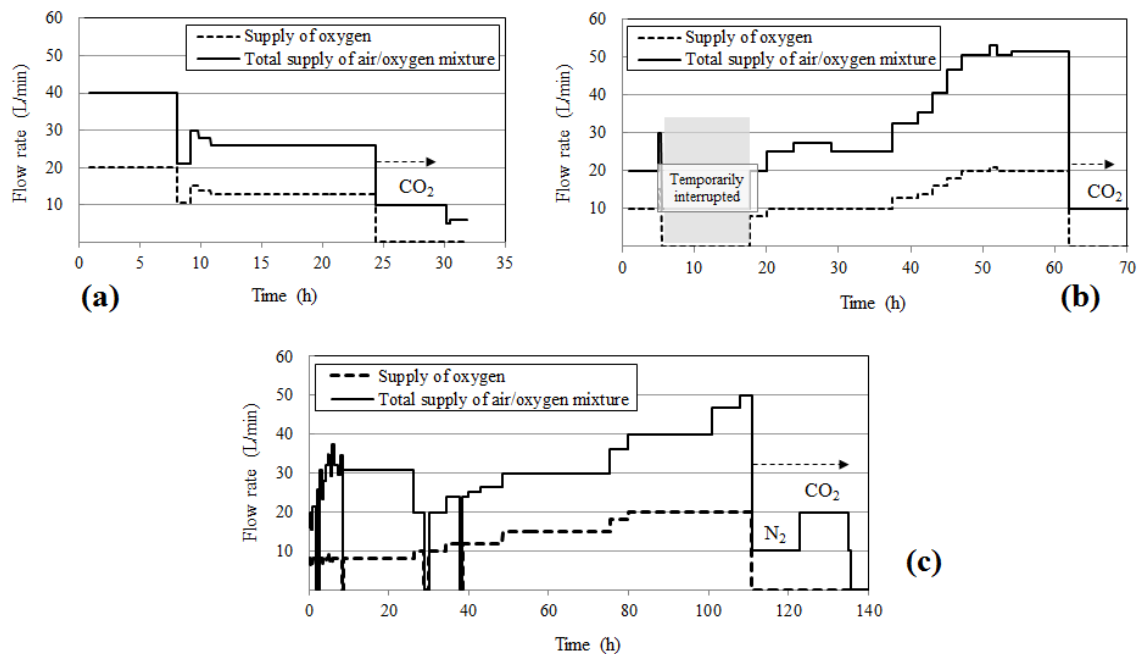 60
50
40
30
20
10
Flow rate (L/min)
Supply of oxygen
Total supply of air/oxygen mixture
CO2
0 5 10 15 20 25 30 35
Time (h)
(a)
60
50
40
30
20
10
Flow rate (L/min)
Supply of oxygen
Total supply of air/oxygen mixture
Temporarily
interrupted
CO2
0 10 20 30 40 50 60 70
Time (h)
(b)
60
50
40
30
20
10
Flow rate (L/min)
Supply of oxygen
Total supply of air/oxygen mixture
CO2
N2
0 20 40 60 80 100 120 140
Time (h)
(c)